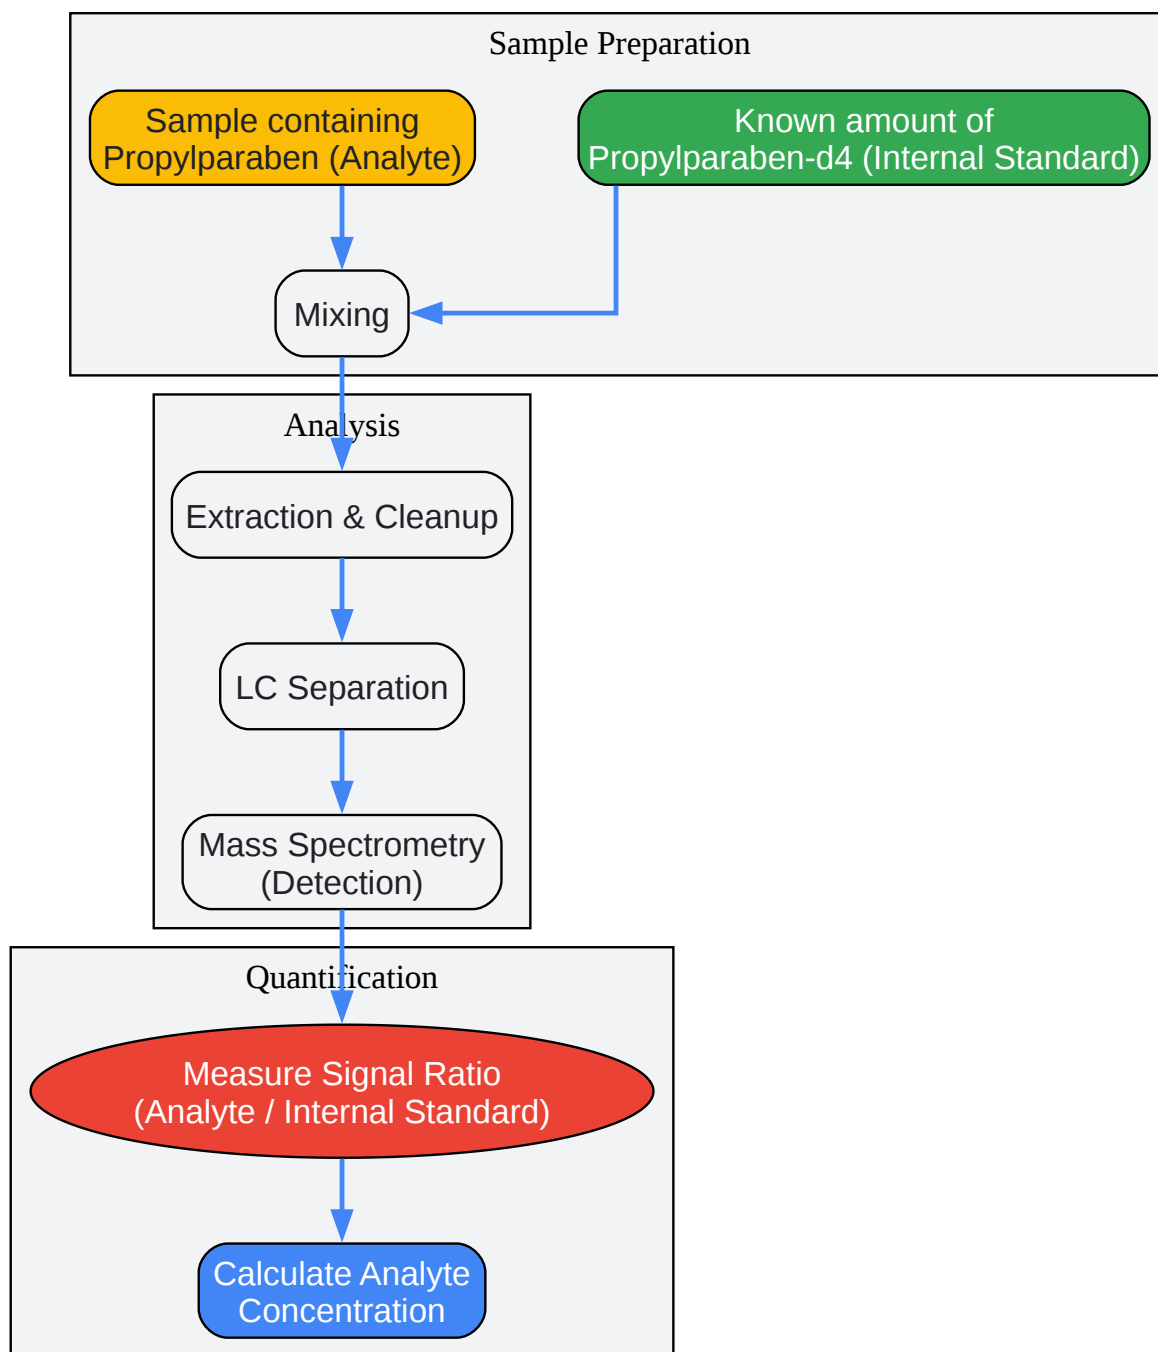 Sample Preparation
Sample containing
Propylparaben (Analyte)
Known amount of
Propylparaben-d4 (Internal Standard)
Mixing
Analysis
Extraction & Cleanup
LC Separation
Mass Spectrometry
(Detection)
Quantification
Measure Signal Ratio
(Analyte / Internal Standard)
Calculate Analyte
Concentration